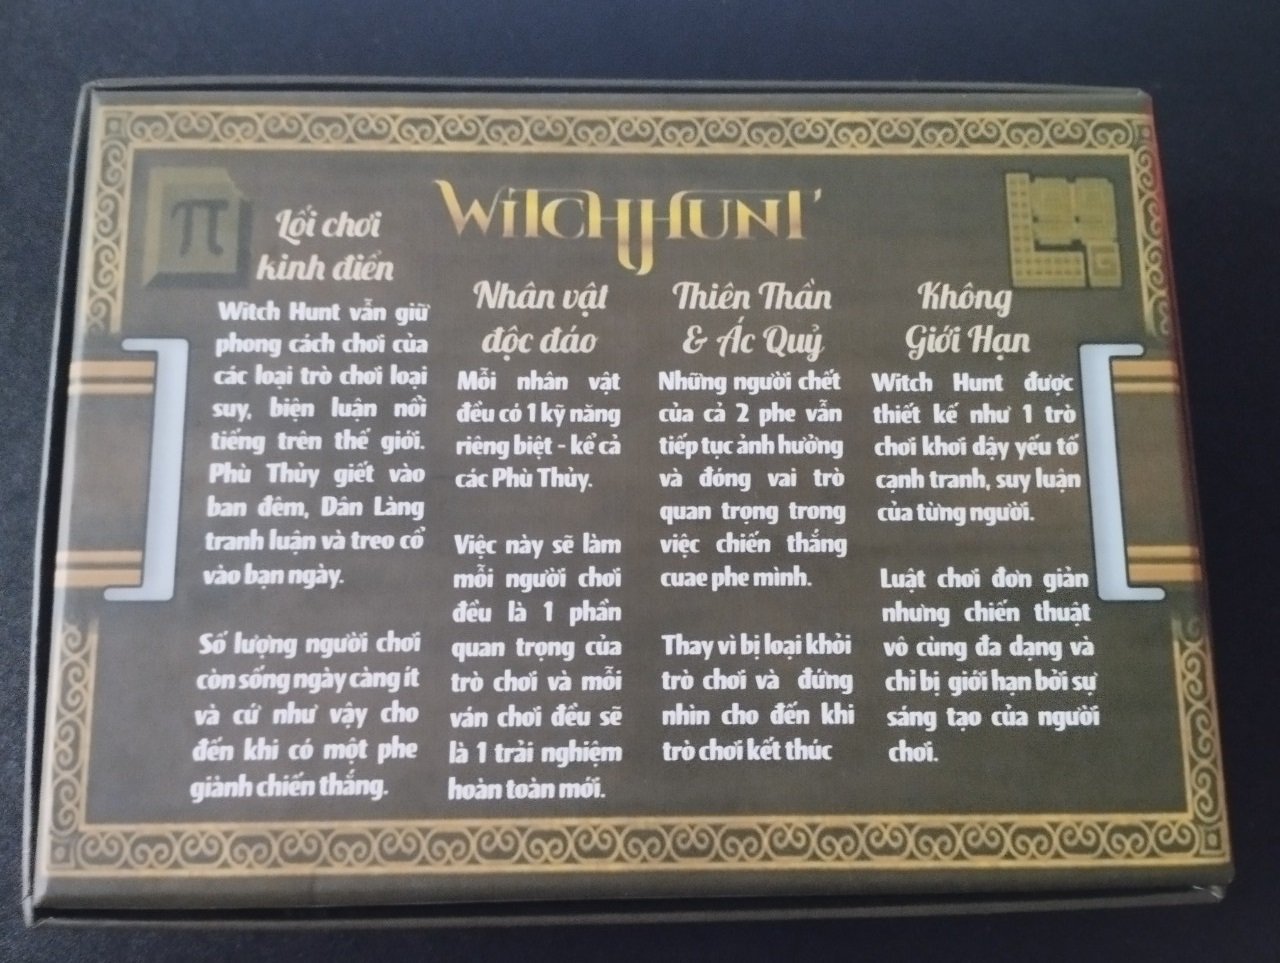 WITCH HUNT
Lối chơi
kinh điển
Witch Hunt vẫn giữ
phong cách chơi của
các loại trò chơi loại
suy, biện luận nổi
tiếng trên thế giới.
Phù Thủy giết vào
ban đêm, Dân Làng
tranh luận và treo cổ
vào bạn ngày.
Số lượng người chơi
còn sống ngày càng ít
và cứ như vậy cho
đến khi có một phe
giành chiến thắng.
Nhân vật
độc đáo
Mỗi nhân vật
đều có 1 kỹ năng
riêng biệt - kể cả
các Phù Thủy.
Việc này sẽ làm
mỗi người chơi
đều là 1 phần
quan trọng của
trò chơi và mỗi
ván chơi đều sẽ
là 1 trải nghiệm
hoàn toàn mới.
Thiên Thần
& Ác Quỷ
Những người chết
của cả 2 phe vẫn
tiếp tục ảnh hưởng
và đóng vai trò
quan trọng trong
việc chiến thắng
cuae phe mình.
Thay vì bị loại khỏi
trò chơi và đứng
nhìn cho đến khi
trò chơi kết thúc
Không
Giới Hạn
Witch Hunt được
thiết kế như 1 trò
chơi khơi dậy yếu tố
cạnh tranh, suy luận
của từng người.
Luật chơi đơn giản
nhưng chiến thuật
vô cùng đa dạng và
chỉ bị giới hạn bởi sự
sáng tạo của người
chơi.
π